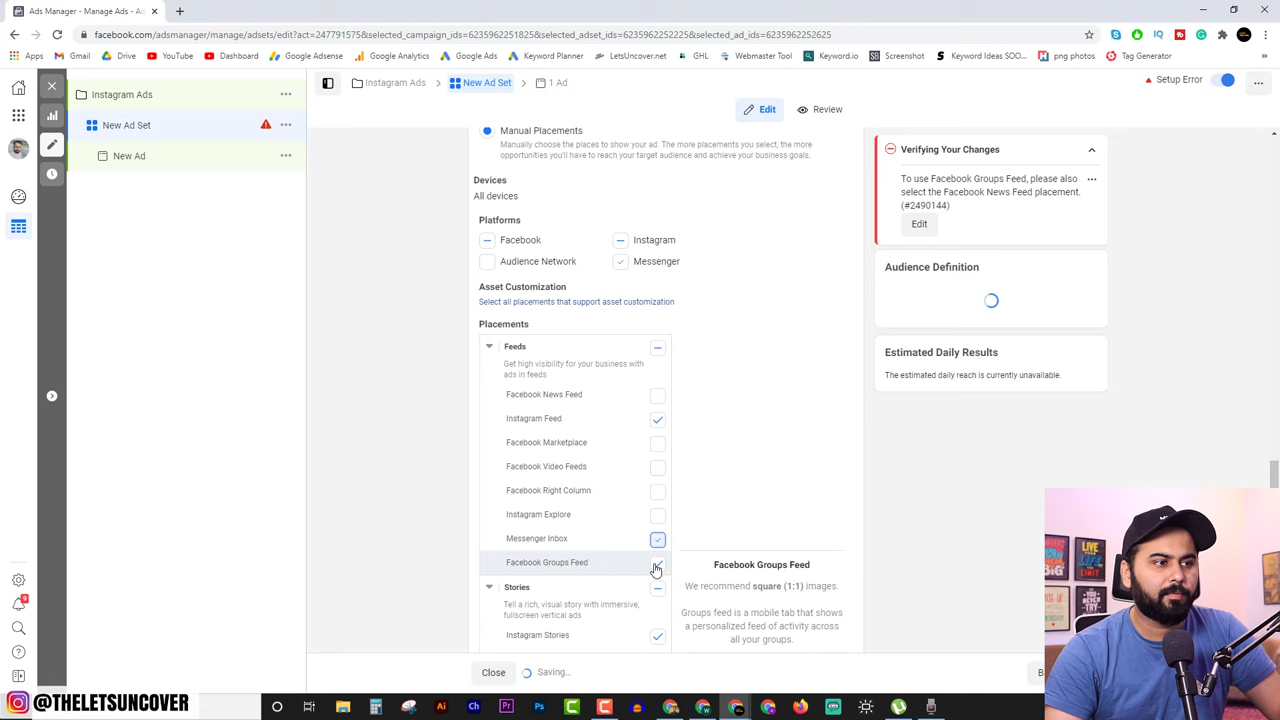 Ads Manager - Manage Ads - Ad
facebook.com/adsmanager/manage/adsets/edit?act=247791575&selected_campaign_ids=6235962251825&selected_adset_ids=6235962252225&selected_ad_ids=6235962252625
Apps Gmail Drive YouTube Dashboard Google Adsense Google Analytics Google Ads Keyword Planner LetsUncover.net GHL Ad_master Tool Keyword.io Screenshot Keyword Ideas SOO... png photos Tag Generator
Instagram Ads
New Ad Set
New Ad
Instagram Ads New Ad Set 1 Ad
Setup Error
Edit Review
Manual Placements
Manually choose the places to show your ad. The more placements you select, the more
opportunities you'll have to reach your target audience and achieve your business goals.
Devices
All devices
Platforms
Facebook Instagram
Audience Network Messenger
Asset Customization
Select all placements that support asset customization
Placements
Feeds
Get high visibility for your business with
ads in feeds
Facebook News Feed
Instagram Feed
Facebook Marketplace
Facebook Video Feeds
Facebook Right Column
Instagram Explore
Messenger Inbox
Facebook Groups Feed
Stories
Tell a rich, visual story with immersive,
fullscreen vertical ads
Instagram Stories
Facebook Groups Feed
We recommend square (1:1) images.
Groups feed is a mobile tab that shows
a personalized feed of activity across
all your groups.
Verifying Your Changes
To use Facebook Groups Feed, please also
select the Facebook News Feed placement.
(#2490144)
Edit
Audience Definition
Estimated Daily Results
The estimated daily reach is currently unavailable.
Close Saving...
@THELETSUNCOVER